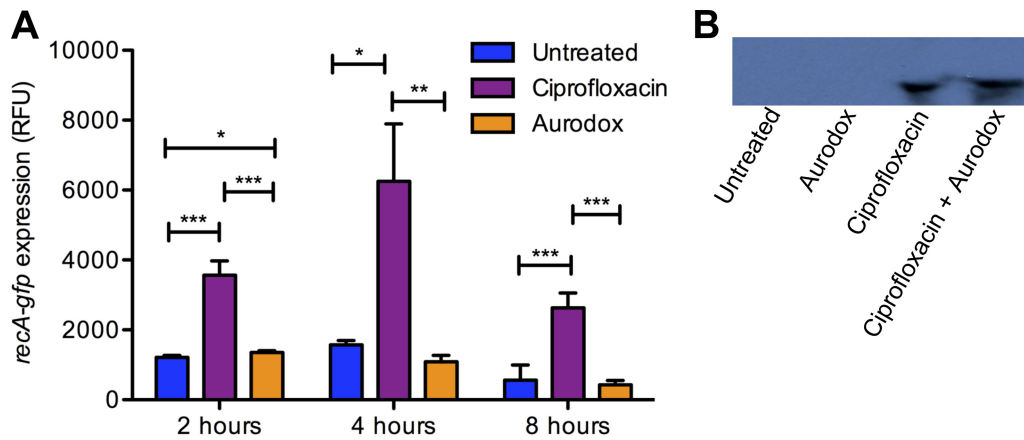 A
recA-gfp expression (RFU)
10000
8000
6000
4000
2000
0
*
***
***
*
**
***
***
2 hours
4 hours
8 hours
Untreated
Ciprofloxacin
Aurodox
B
Untreated
Aurodox
Ciprofloxacin
Ciprofloxacin + Aurodox